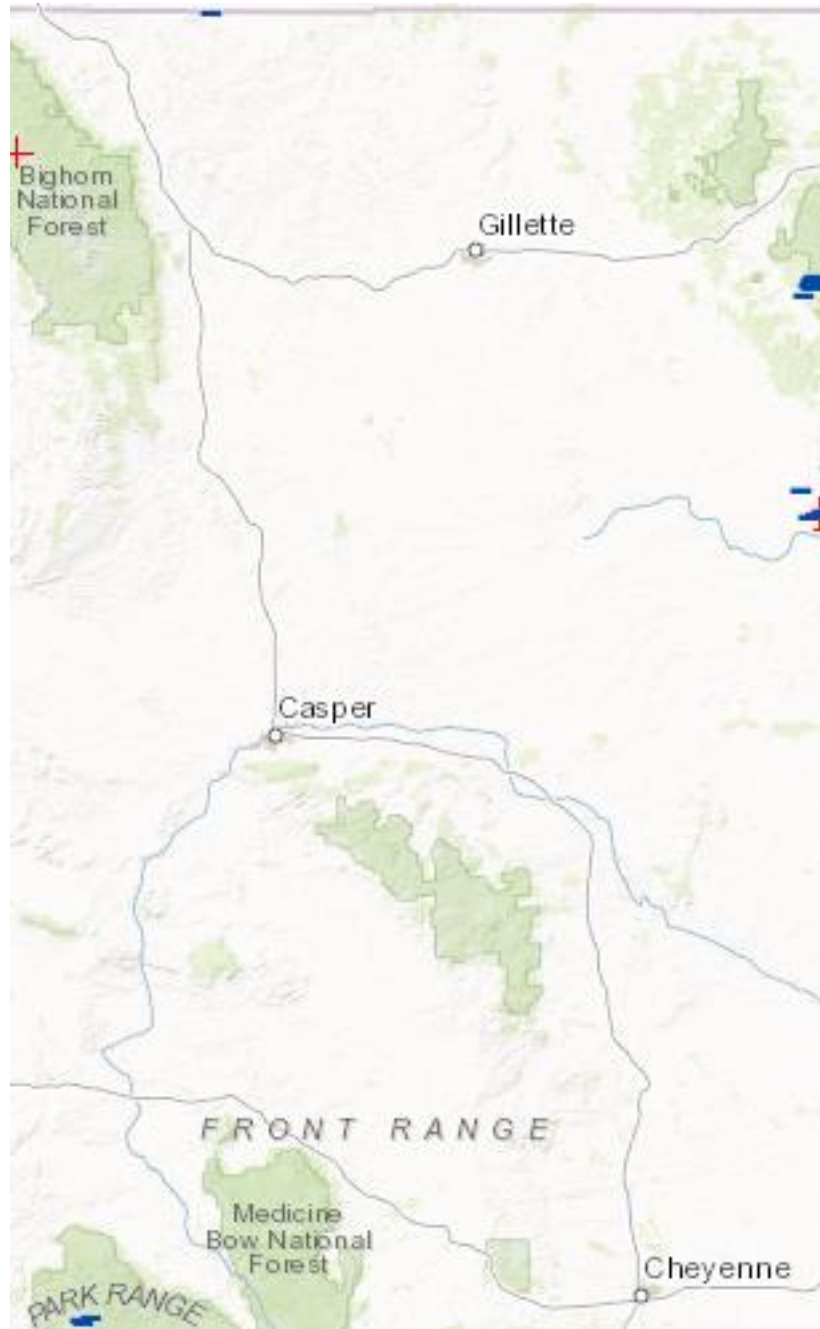 Bighorn
National
Forest
Gillette
Casper
FRONT RANGE
Medicine
Bow National
Forest
Cheyenne
PARK RANGE